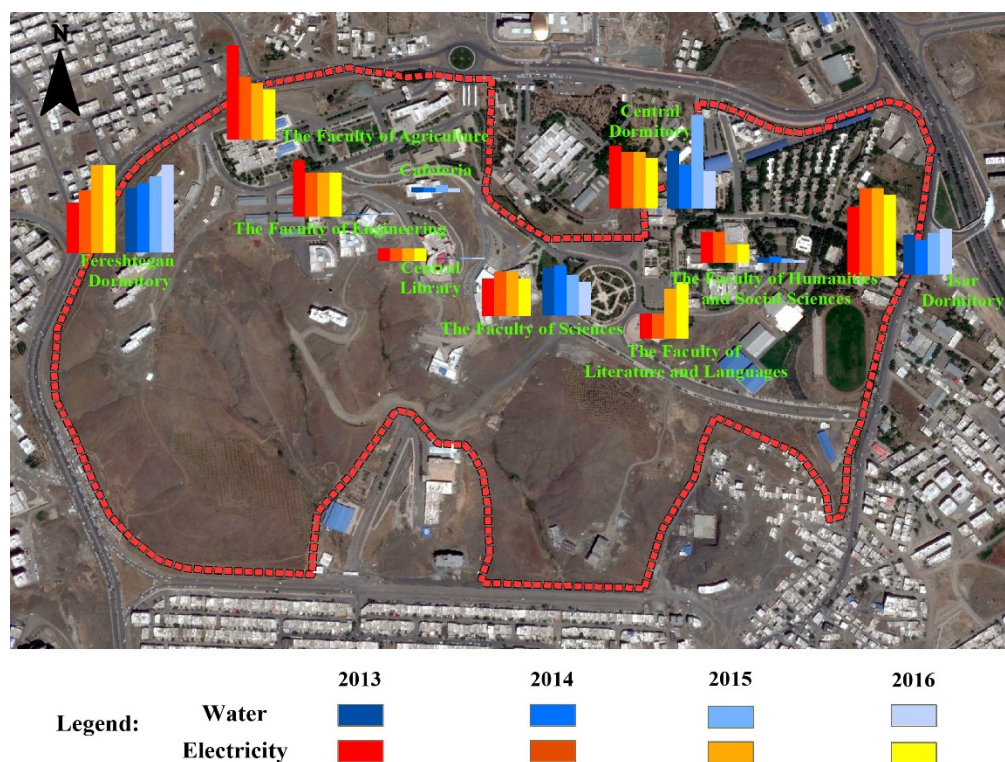 N
The Faculty of Agriculture
Central
Dormitory
Cafeteria
The Faculty of Engineering
Fereshtegan
Dormitory
Central
Library
The Faculty of Humanities
and Social Sciences
Isar
Dormitory
The Faculty of Sciences
The Faculty of
Literature and Languages
2013 2014 2015 2016
Legend: Water
Electricity